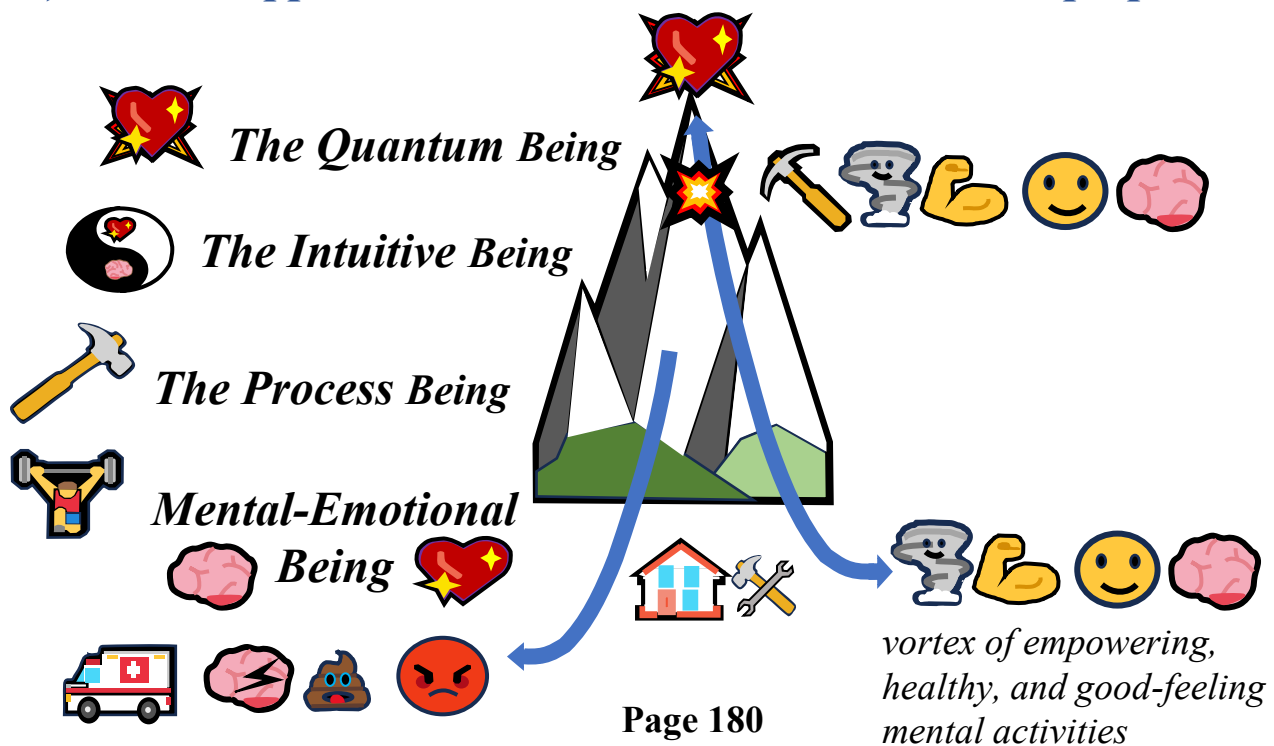 The Quantum Being
The Intuitive Being
The Process Being
Mental-Emotional
Being
vortex of empowering,
healthy, and good-feeling
mental activities
Page 180